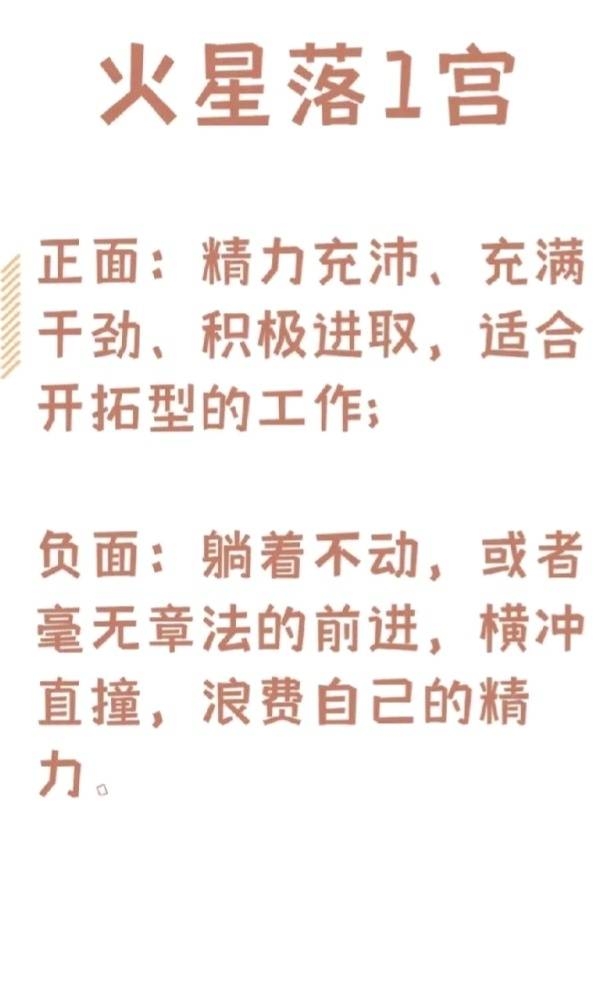 火星落1宫
正面：精力充沛、充满
干劲、积极进取，适合
开拓型的工作;
负面：躺着不动，或者
毫无章法的前进，横冲
直撞，浪费自己的精
力。